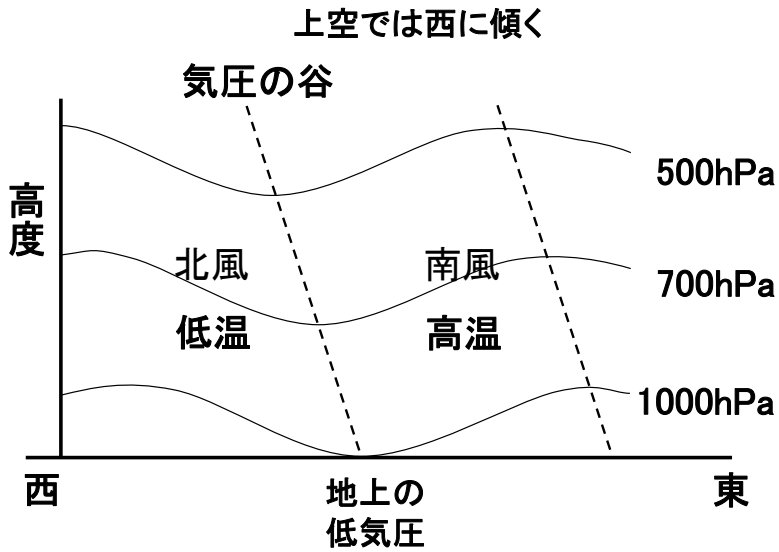 上空では西に傾く
気圧の谷
500hPa
高度
北風
南風
700hPa
低温
高温
1000hPa
西
地上の
低気圧
東